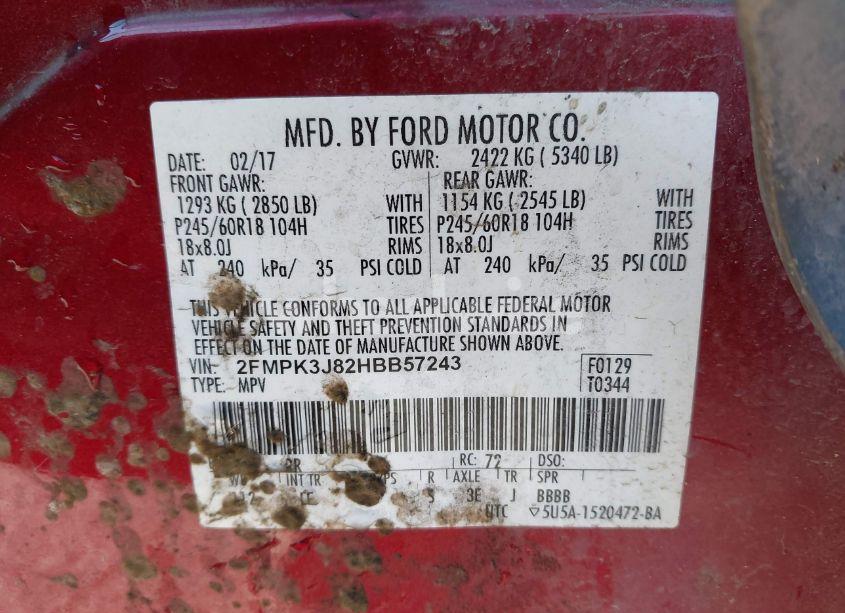 MFD. BY FORD MOTOR CO.
DATE: 02/17 GVWR: 2422 KG ( 5340 LB)
FRONT GAWR: REAR GAWR:
1293 KG ( 2850 LB) WITH 1154 KG ( 2545 LB) WITH
P245/60R18 104H TIRES P245/60R18 104H TIRES
18x8.0J RIMS 18x8.0J RIMS
AT 240 kPa/ 35 PSI COLD AT 240 kPa/ 35 PSI COLD
THIS VEHICLE CONFORMS TO ALL APPLICABLE FEDERAL MOTOR
VEHICLE SAFETY AND THEFT PREVENTION STANDARDS IN
EFFECT ON THE DATE OF MANUFACTURE SHOWN ABOVE.
VIN: 2FMPK3J82HBB57243 F0129
TYPE: MPV T0344
RC: 72 DSO:
INT TR R AXLE TR SPR
3E J BBBB
UTC ▽5U5A-1520472-BA